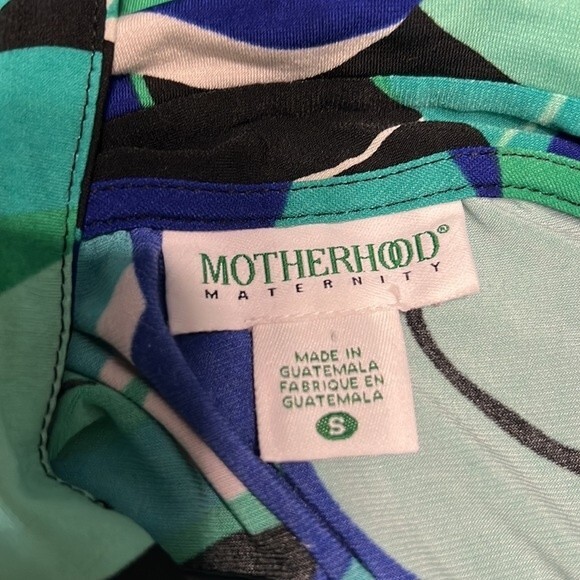 MOTHERHOOD®
MATERNITY
MADE IN
GUATEMALA
FABRIQUE EN
GUATEMALA
S